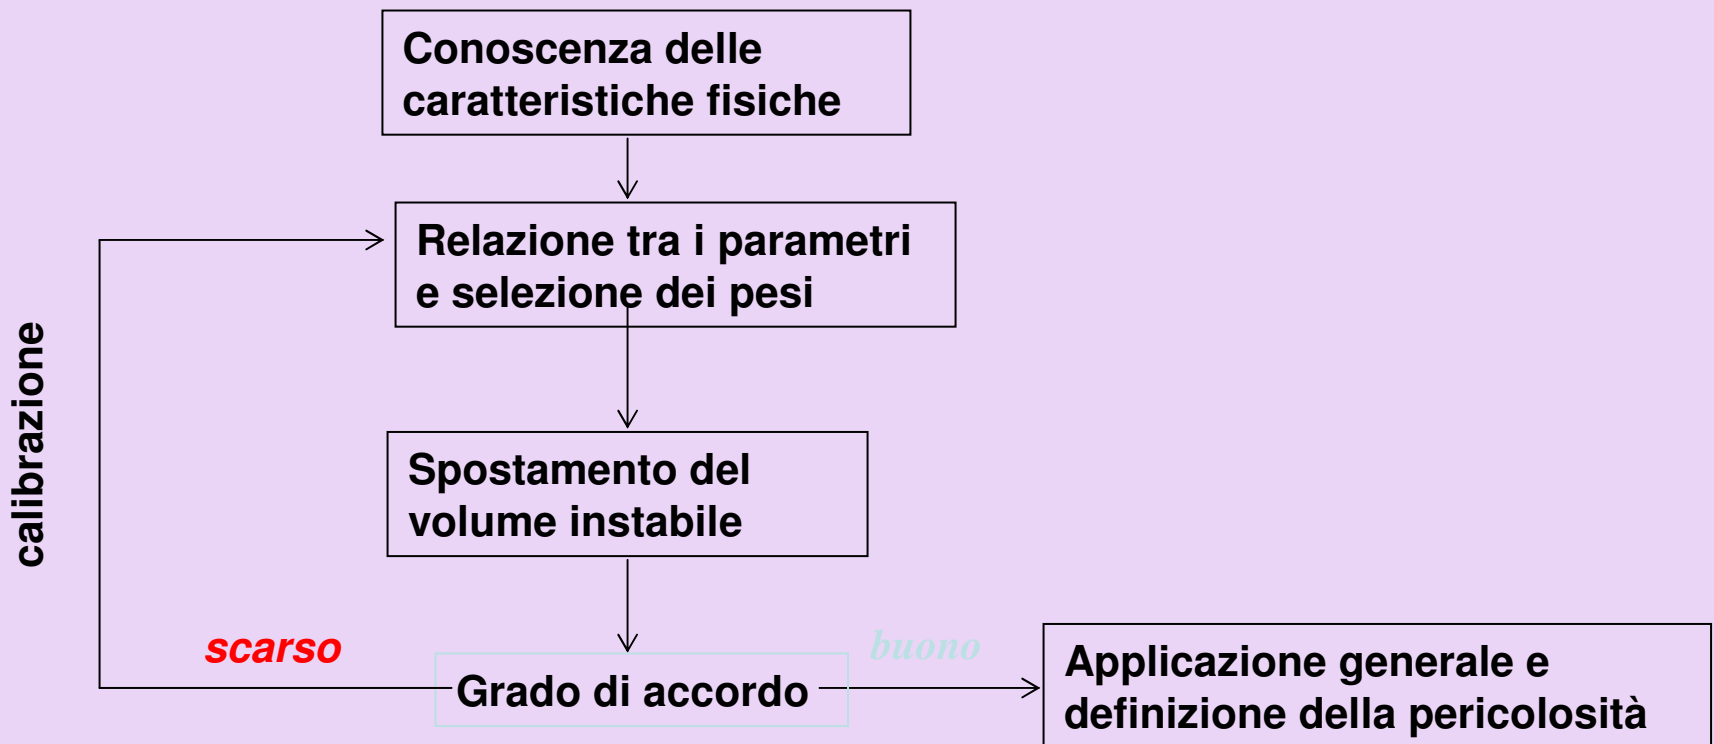 Conoscenza delle
caratteristiche fisiche
Relazione tra i parametri
e selezione dei pesi
calibrazione
Spostamento del
volume instabile
scarso
buono
Grado di accordo
Applicazione generale e
definizione della pericolosità